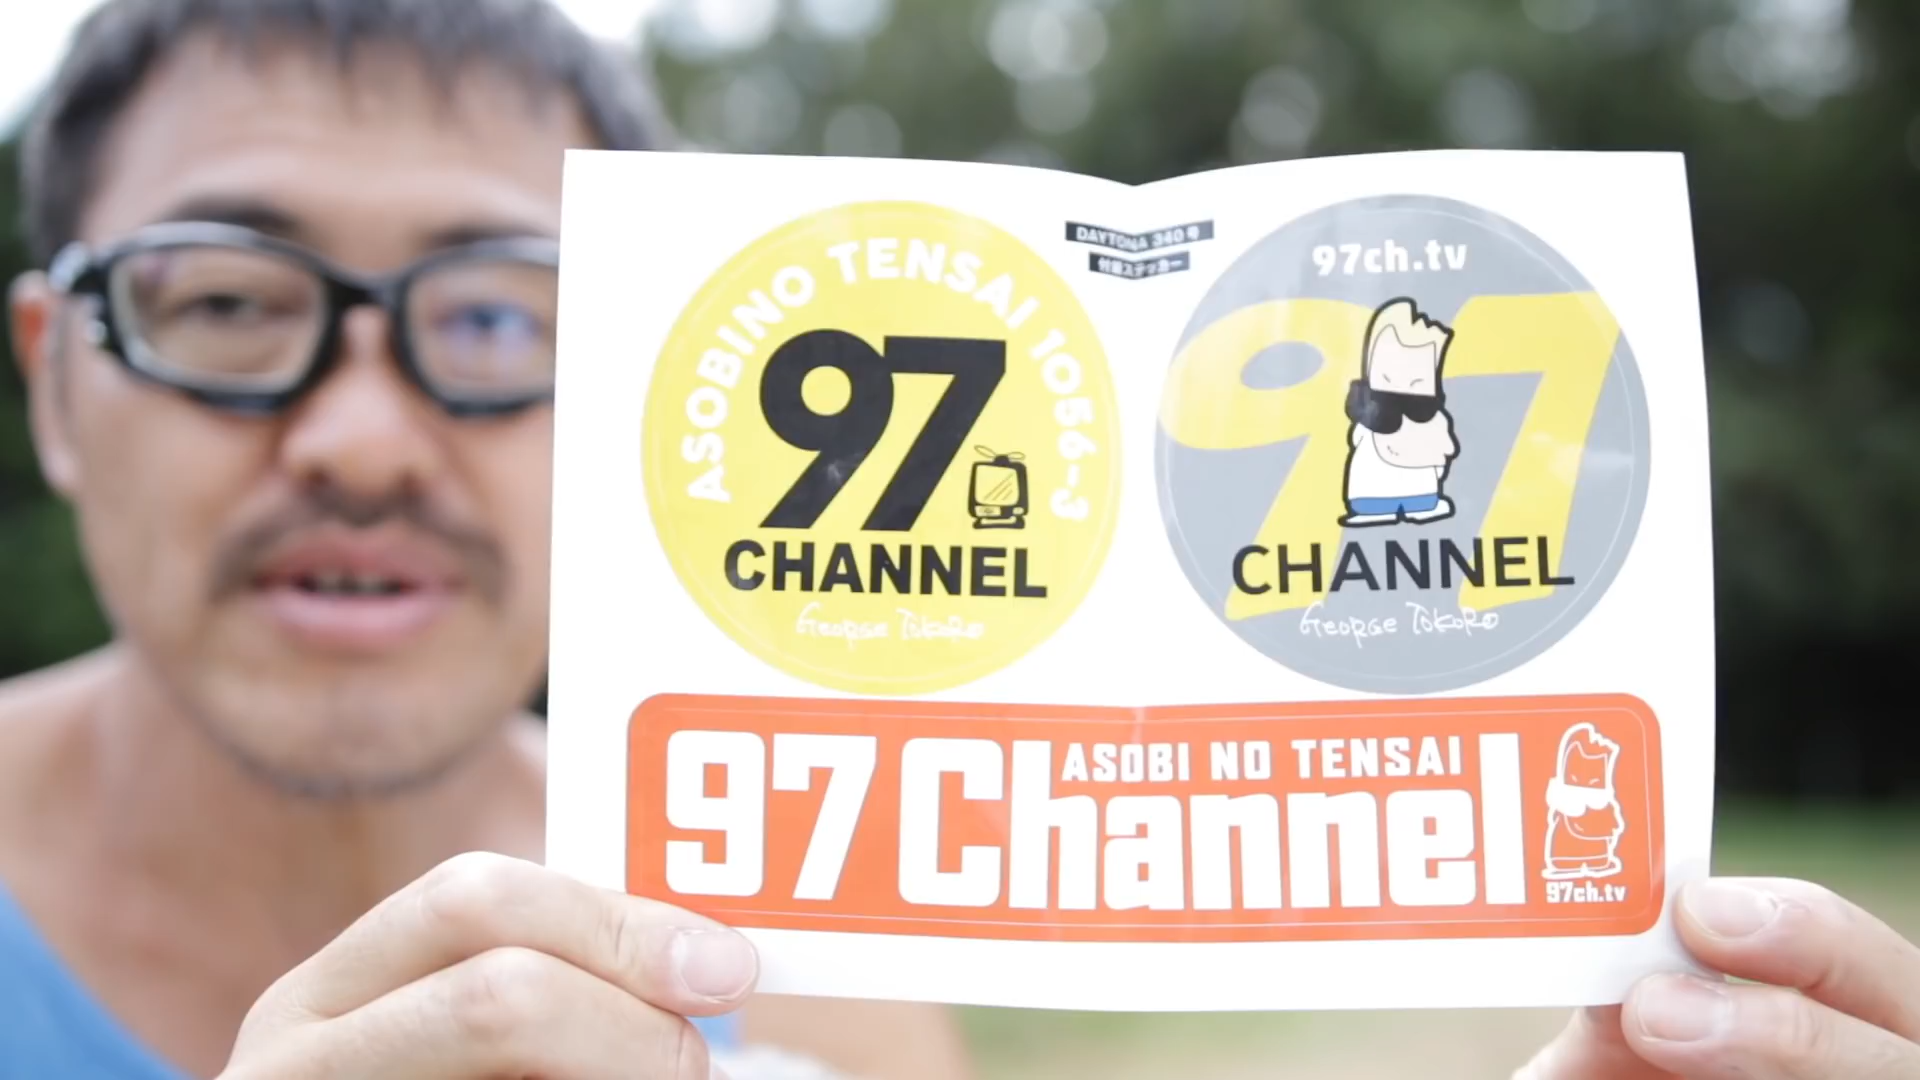 DAYTONA 340号
付録ステッカー
ASOBINO TENSAI 1056-3
97
CHANNEL
George Tokoro
97ch.tv
97
CHANNEL
George Tokoro
97 Channel
ASOBI NO TENSAI
97ch.tv